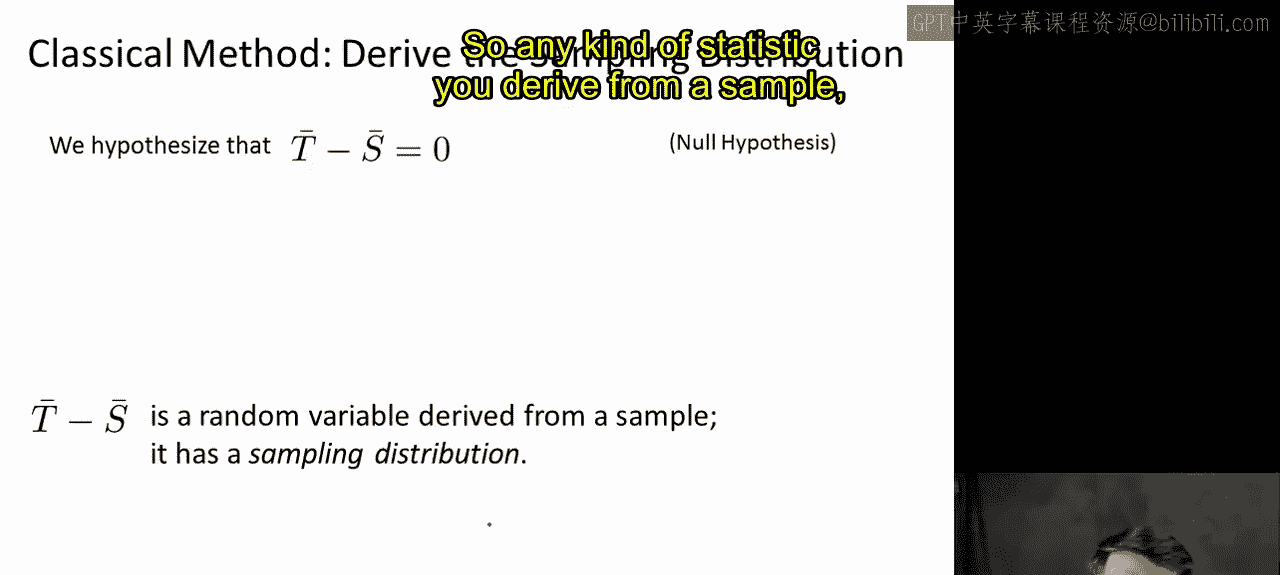 GPT中英字幕课程资源@bilibili.com
Classical Method: Derive the Sampling Distribution
So any kind of statistic
you derive from a sample,
We hypothesize that T̄ − S̄ = 0 (Null Hypothesis)
T̄ − S̄ is a random variable derived from a sample;
it has a sampling distribution.